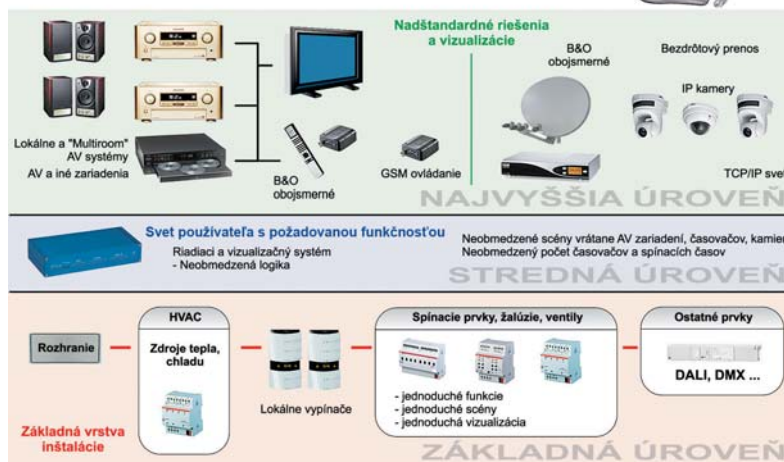 Nadštandardné riešenia
a vizualizácie
B&O
obojsmerné
Bezdrôtový prenos
IP kamery
Lokálne a "Multiroom"
AV systémy
AV a iné zariadenia
B&O
obojsmerné
GSM ovládanie
TCP/IP svet
NAJVYŠŠIA ÚROVEŇ
Svet používateľa s požadovanou funkčnosťou
Riadiaci a vizualizačný systém
- Neobmedzená logika
Neobmedzené scény vrátane AV zariadení, časovačov, kamier
Neobmedzený počet časovačov a spínacích časov
STREDNÁ ÚROVEŇ
Rozhranie
HVAC
Zdroje tepla,
chladu
Lokálne vypínače
Spínacie prvky, žalúzie, ventily
- jednoduché funkcie
- jednoduché scény
- jednoduchá vizualizácia
Ostatné prvky
DALI, DMX ...
Základná vrstva
inštalácie
ZÁKLADNÁ ÚROVEŇ